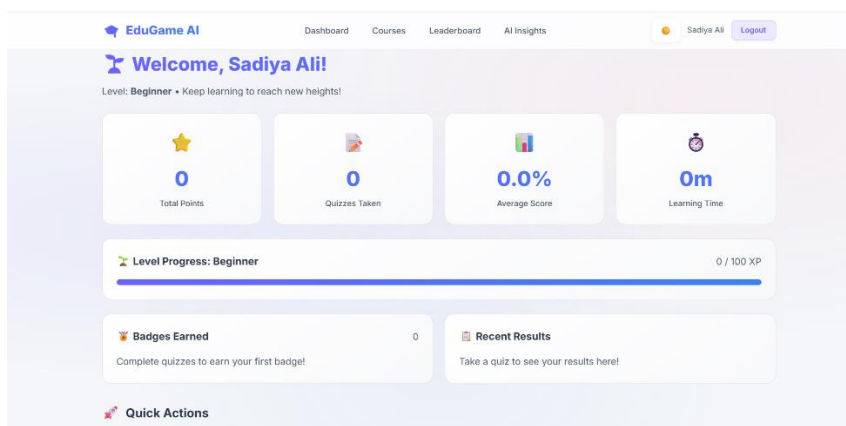 EduGame AI
Dashboard Courses Leaderboard AI Insights
Sadiya Ali Logout
Welcome, Sadiya Ali!
Level: Beginner • Keep learning to reach new heights!
0 0 0.0% 0m
Total Points Quizzes Taken Average Score Learning Time
Level Progress: Beginner 0 / 100 XP
Badges Earned 0 Recent Results
Complete quizzes to earn your first badge! Take a quiz to see your results here!
Quick Actions